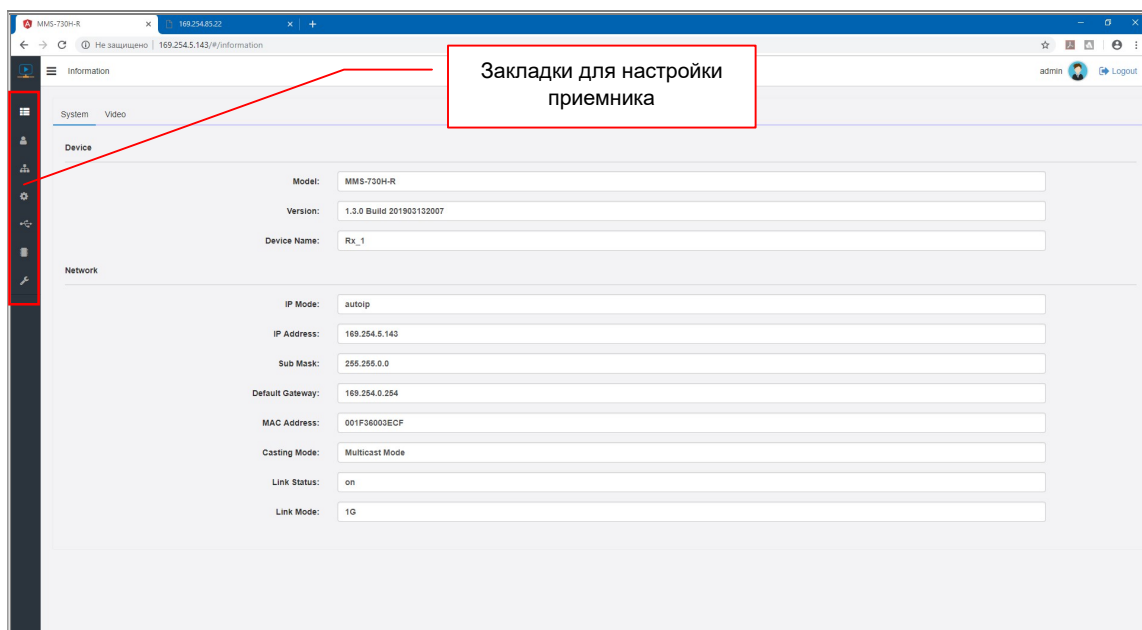 MMS-730H-R
169.254.85.22
Не защищено | 169.254.5.143/#/information
Information
admin
Logout
Закладки для настройки
приемника
System Video
Device
Model: MMS-730H-R
Version: 1.3.0 Build 201903132007
Device Name: Rx_1
Network
IP Mode: autoip
IP Address: 169.254.5.143
Sub Mask: 255.255.0.0
Default Gateway: 169.254.0.254
MAC Address: 001F36003ECF
Casting Mode: Multicast Mode
Link Status: on
Link Mode: 1G